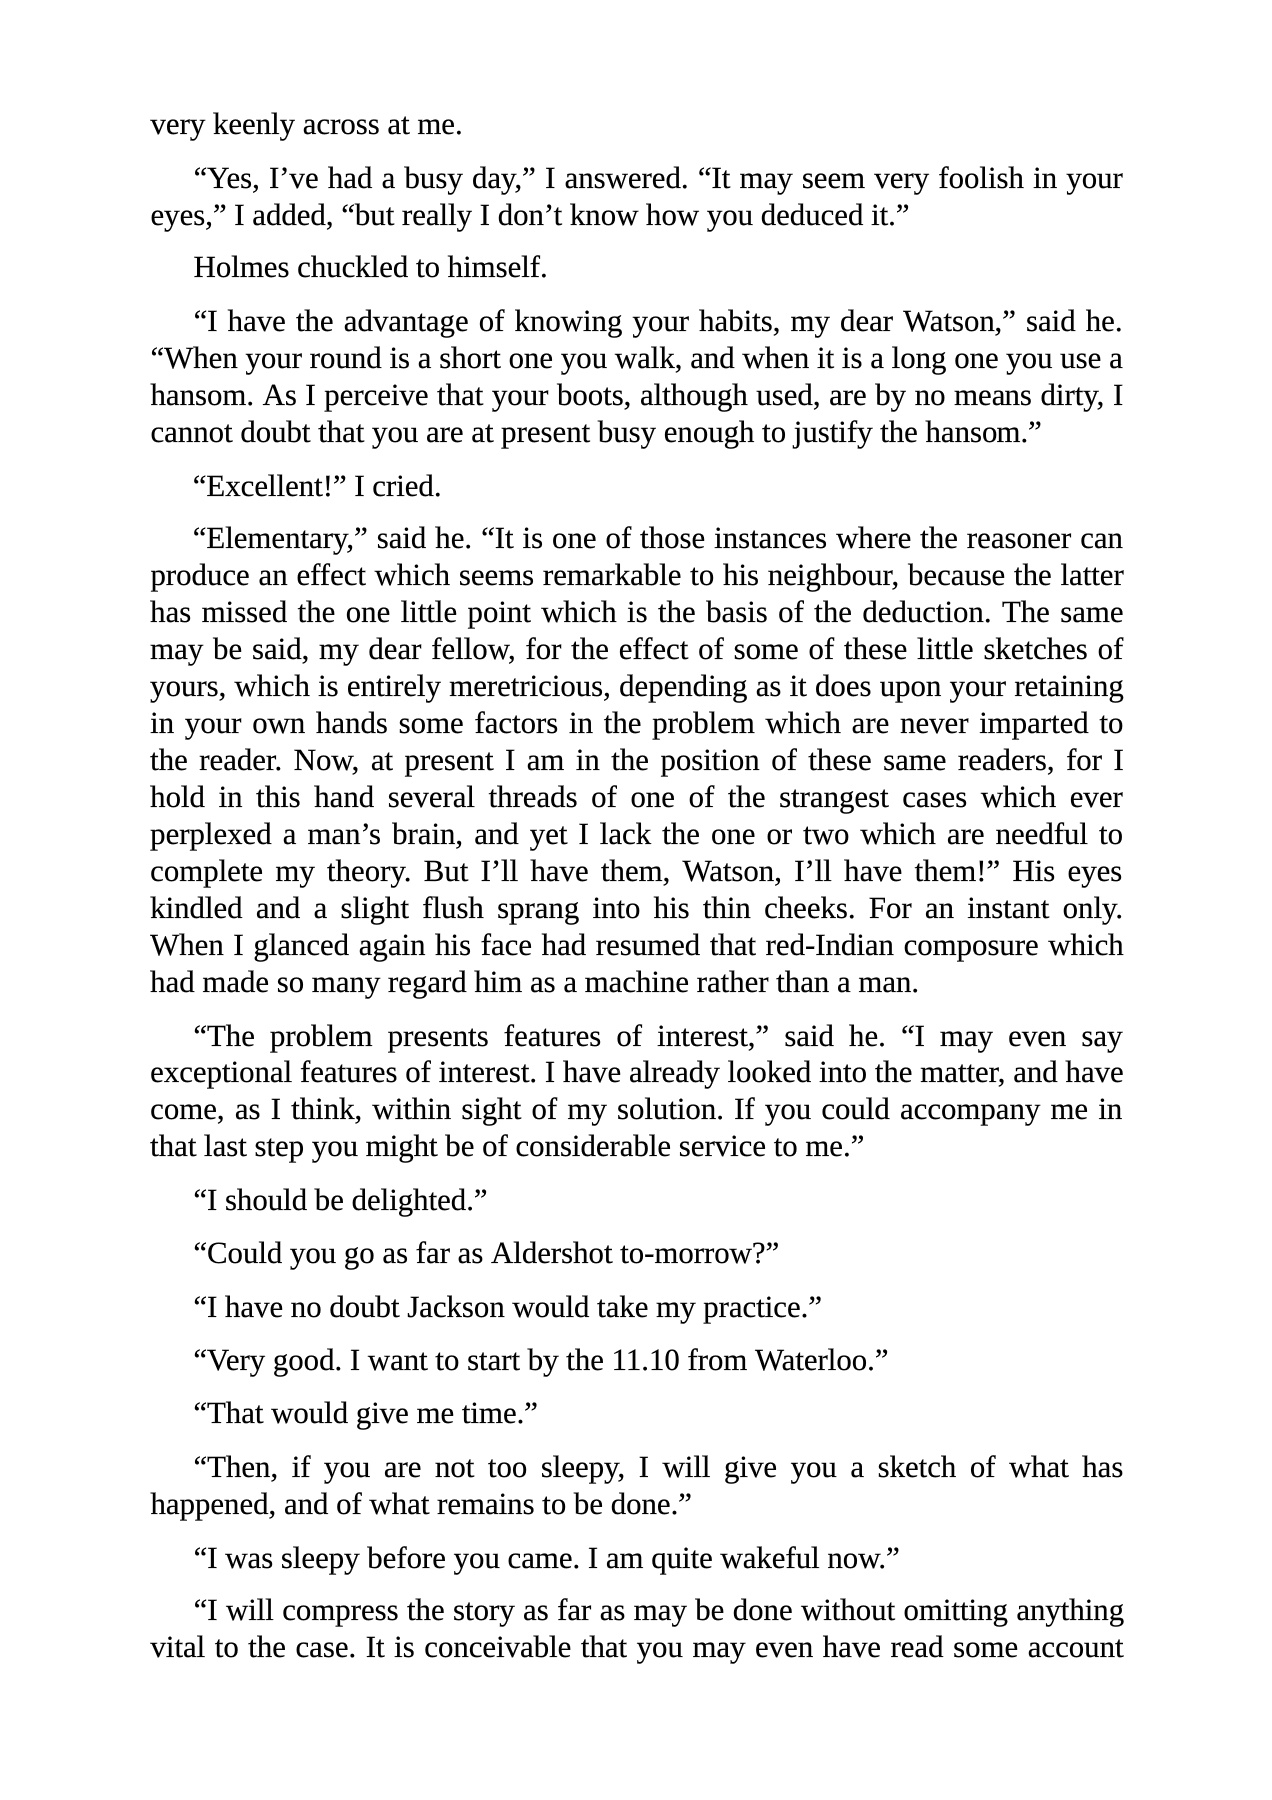 very keenly across at me.
“Yes, I’ve had a busy day,” I answered. “It may seem very foolish in your
eyes,” I added, “but really I don’t know how you deduced it.”
Holmes chuckled to himself.
“I have the advantage of knowing your habits, my dear Watson,” said he.
“When your round is a short one you walk, and when it is a long one you use a
hansom. As I perceive that your boots, although used, are by no means dirty, I
cannot doubt that you are at present busy enough to justify the hansom.”
“Excellent!” I cried.
“Elementary,” said he. “It is one of those instances where the reasoner can
produce an effect which seems remarkable to his neighbour, because the latter
has missed the one little point which is the basis of the deduction. The same
may be said, my dear fellow, for the effect of some of these little sketches of
yours, which is entirely meretricious, depending as it does upon your retaining
in your own hands some factors in the problem which are never imparted to
the reader. Now, at present I am in the position of these same readers, for I
hold in this hand several threads of one of the strangest cases which ever
perplexed a man’s brain, and yet I lack the one or two which are needful to
complete my theory. But I’ll have them, Watson, I’ll have them!” His eyes
kindled and a slight flush sprang into his thin cheeks. For an instant only.
When I glanced again his face had resumed that red-Indian composure which
had made so many regard him as a machine rather than a man.
“The problem presents features of interest,” said he. “I may even say
exceptional features of interest. I have already looked into the matter, and have
come, as I think, within sight of my solution. If you could accompany me in
that last step you might be of considerable service to me.”
“I should be delighted.”
“Could you go as far as Aldershot to-morrow?”
“I have no doubt Jackson would take my practice.”
“Very good. I want to start by the 11.10 from Waterloo.”
“That would give me time.”
“Then, if you are not too sleepy, I will give you a sketch of what has
happened, and of what remains to be done.”
“I was sleepy before you came. I am quite wakeful now.”
“I will compress the story as far as may be done without omitting anything
vital to the case. It is conceivable that you may even have read some account